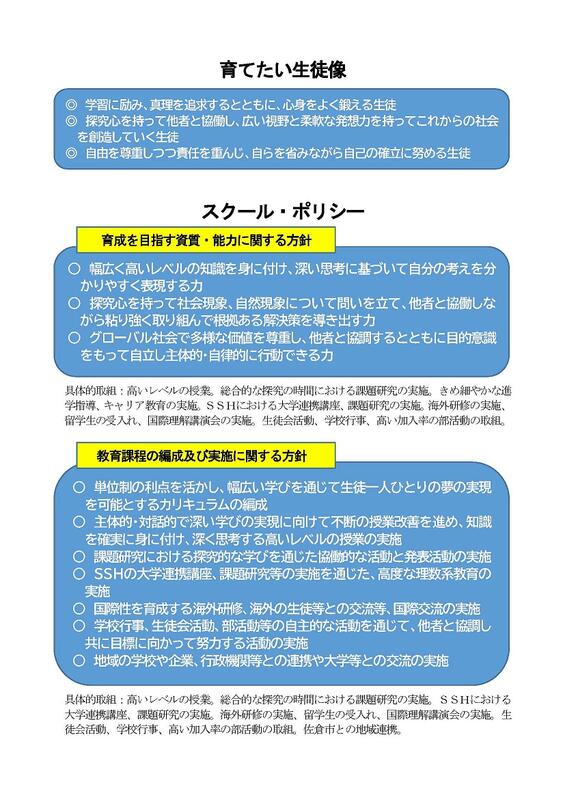 育てたい生徒像
◎ 学習に励み、真理を追求するとともに、心身をよく鍛える生徒
◎ 探究心を持って他者と協働し、広い視野と柔軟な発想力を持ってこれからの社会
を創造していく生徒
◎ 自由を尊重しつつ責任を重んじ、自らを省みながら自己の確立に努める生徒
スクール・ポリシー
育成を目指す資質・能力に関する方針
○ 幅広く高いレベルの知識を身に付け、深い思考に基づいて自分の考えを分
かりやすく表現する力
○ 探究心を持って社会現象、自然現象について問いを立て、他者と協働しな
がら粘り強く取り組んで根拠ある解決策を導き出す力
○ グローバル社会で多様な価値を尊重し、他者と協調するとともに目的意識
をもって自立し主体的・自律的に行動できる力
具体的取組：高いレベルの授業。総合的な探究の時間における課題研究の実施。きめ細やかな進
学指導、キャリア教育の実施。ＳＳＨにおける大学連携講座、課題研究の実施。海外研修の実施、
留学生の受入れ、国際理解講演会の実施。生徒会活動、学校行事、高い加入率の部活動の取組。
教育課程の編成及び実施に関する方針
○ 単位制の利点を活かし、幅広い学びを通じて生徒一人ひとりの夢の実現
を可能とするカリキュラムの編成
○ 主体的・対話的で深い学びの実現に向けて不断の授業改善を進め、知識
を確実に身に付け、深く思考する高いレベルの授業の実施
○ 課題研究における探究的な学びを通じた協働的な活動と発表活動の実施
○ SSHの大学連携講座、課題研究等の実施を通じた、高度な理数系教育の
実施
○ 国際性を育成する海外研修、海外の生徒等との交流等、国際交流の実施
○ 学校行事、生徒会活動、部活動等の自主的な活動を通じて、他者と協調し
共に目標に向かって努力する活動の実施
○ 地域の学校や企業、行政機関等との連携や大学等との交流の実施
具体的取組：高いレベルの授業。総合的な探究の時間における課題研究の実施。ＳＳＨにおける
大学連携講座、課題研究の実施。海外研修の実施、留学生の受入れ、国際理解講演会の実施。生
徒会活動、学校行事、高い加入率の部活動の取組。佐倉市との地域連携。